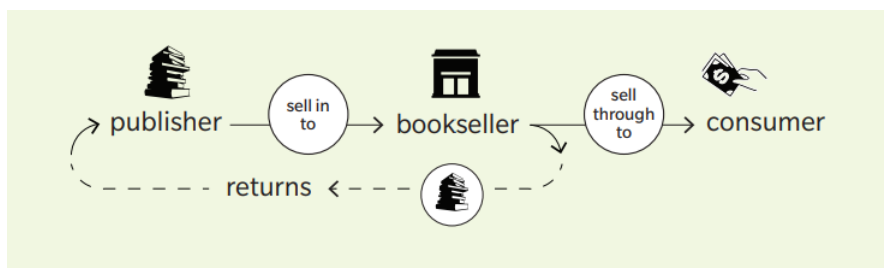 publisher
sell in
to
bookseller
sell
through
to
consumer
returns
$